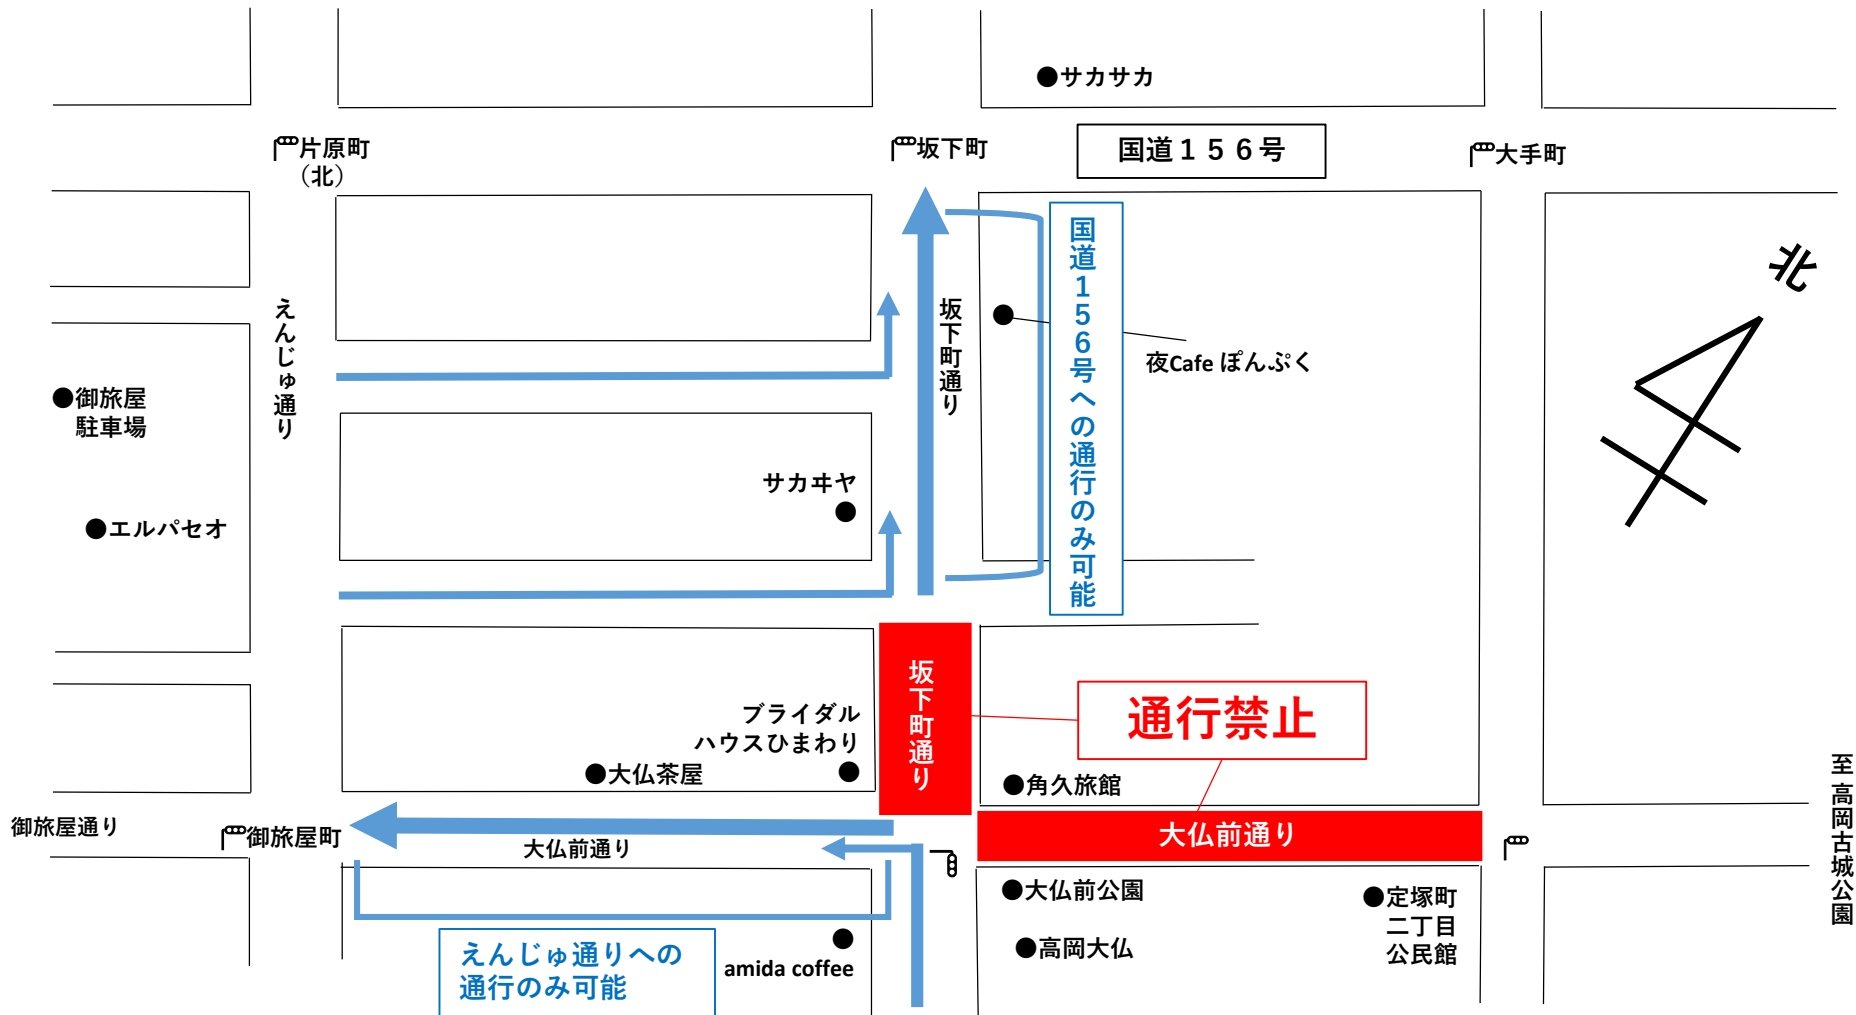 サカサカ
片原町
（北）
坂下町
国道１５６号
大手町
北
国道156号への通行のみ可能
えんじゅ通り
坂下町通り
夜Cafe ぽんぷく
御旅屋
駐車場
サカヰヤ
エルパセオ
坂下町通り
通行禁止
ブライダル
ハウスひまわり
大仏茶屋
角久旅館
至 高岡古城公園
御旅屋通り
御旅屋町
大仏前通り
大仏前通り
大仏前公園
定塚町
二丁目
公民館
高岡大仏
えんじゅ通りへの
通行のみ可能
amida coffee